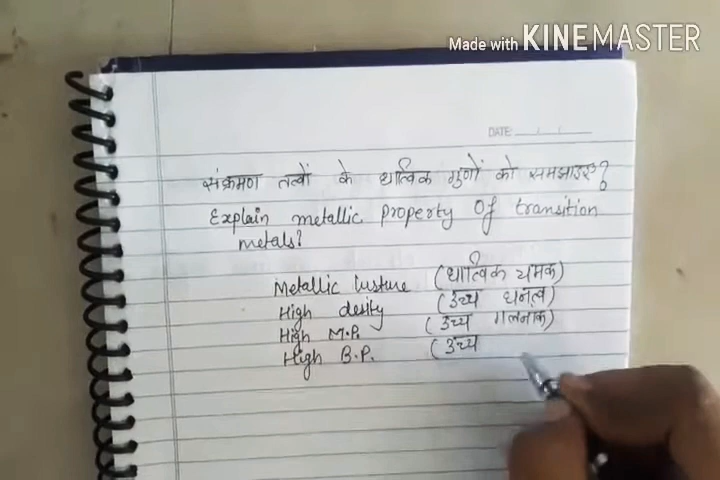 Made with KINEMASTER
DATE:
संक्रमण तत्वों के धात्विक गुणों को समझाइए?
Explain metallic property Of transition
metals?
Metallic lusture (धात्विक चमक)
High desity (उच्च घनत्व)
High M.P. (उच्च गलनांक)
High B.P. (उच्च